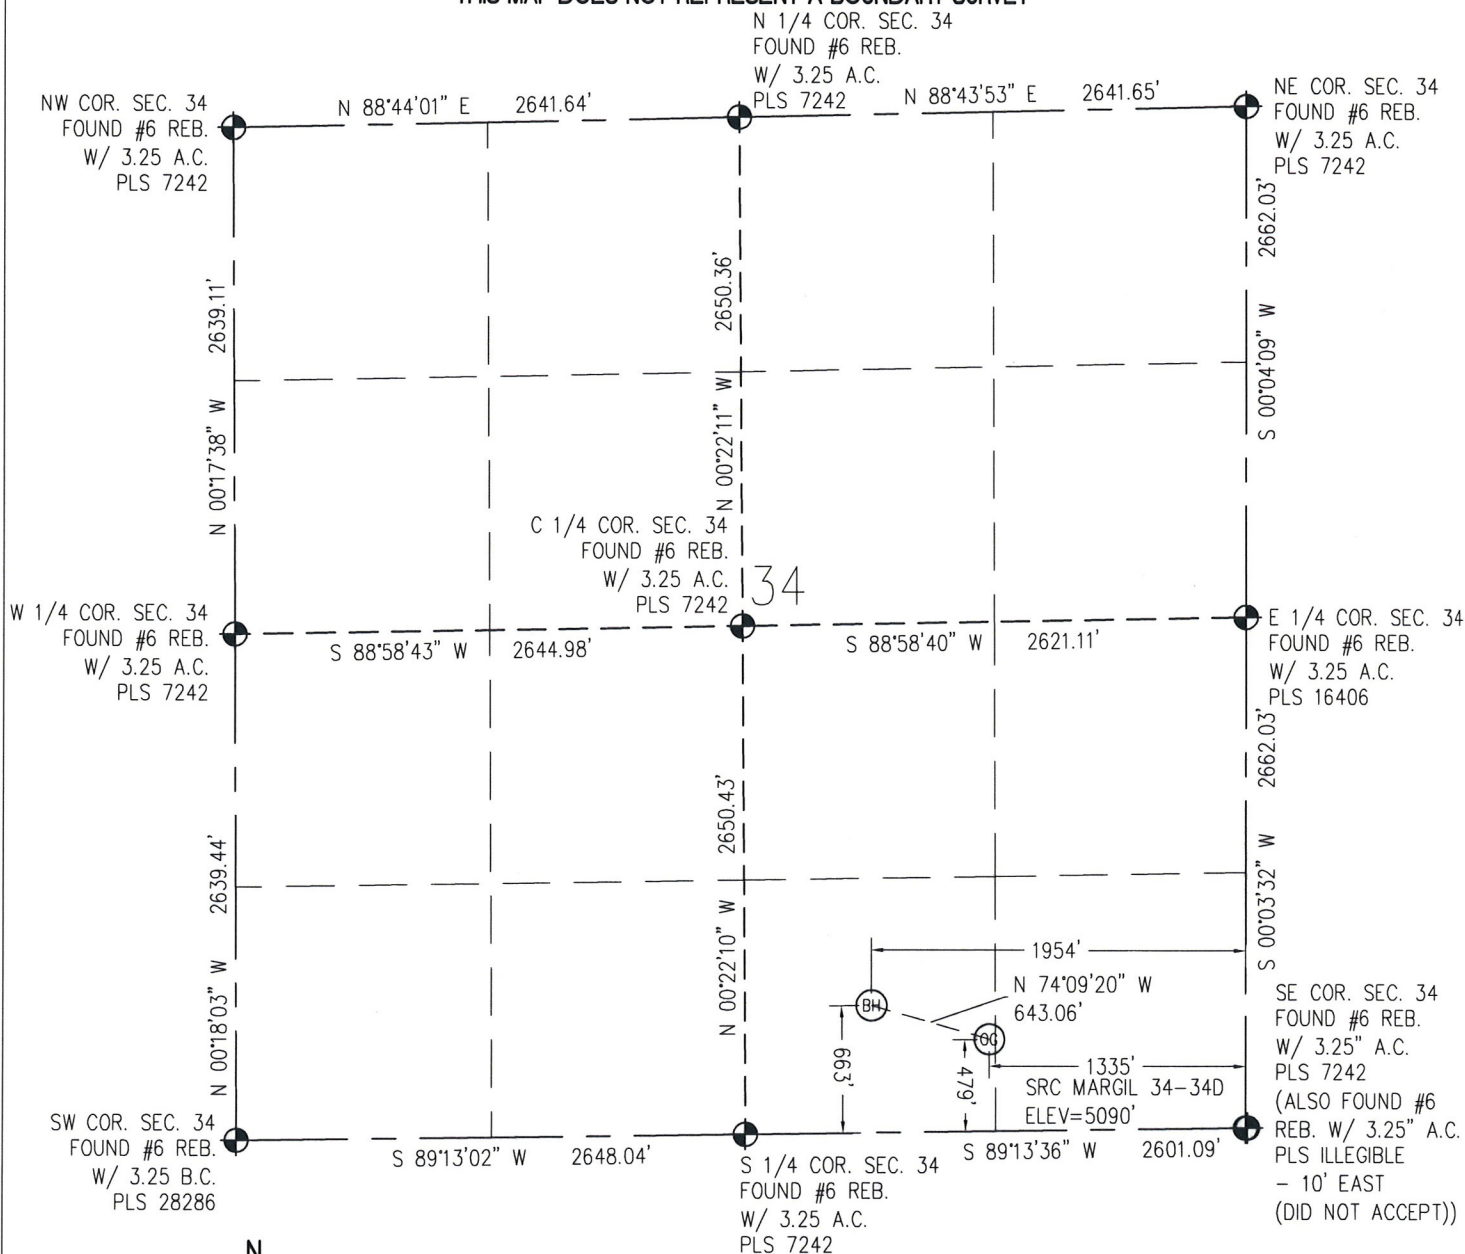 THIS MAP DOES NOT REPRESENT A BOUNDARY SURVEY
N 1/4 COR. SEC. 34
FOUND #6 REB.
W/ 3.25 A.C.
PLS 7242
NW COR. SEC. 34
FOUND #6 REB.
W/ 3.25 A.C.
PLS 7242
N 88°44'01" E 2641.64'
N 88°43'53" E 2641.65'
NE COR. SEC. 34
FOUND #6 REB.
W/ 3.25 A.C.
PLS 7242
N 00°17'38" W 2639.11'
N 00°22'11" W 2650.36'
2662.03'
S 00°04'09" W
C 1/4 COR. SEC. 34
FOUND #6 REB.
W/ 3.25 A.C.
PLS 7242
34
W 1/4 COR. SEC. 34
FOUND #6 REB.
W/ 3.25 A.C.
PLS 7242
S 88°58'43" W 2644.98'
S 88°58'40" W 2621.11'
E 1/4 COR. SEC. 34
FOUND #6 REB.
W/ 3.25 A.C.
PLS 16406
N 00°18'03" W 2639.44'
N 00°22'10" W 2650.43'
2662.03'
S 00°03'32" W
1954'
N 74°09'20" W
643.06'
BH
OG
663'
479'
1335'
SRC MARGIL 34-34D
ELEV=5090'
SE COR. SEC. 34
FOUND #6 REB.
W/ 3.25" A.C.
PLS 7242
(ALSO FOUND #6
REB. W/ 3.25" A.C.
PLS ILLEGIBLE
- 10' EAST
(DID NOT ACCEPT))
SW COR. SEC. 34
FOUND #6 REB.
W/ 3.25 B.C.
PLS 28286
S 89°13'02" W 2648.04'
S 89°13'36" W 2601.09'
S 1/4 COR. SEC. 34
FOUND #6 REB.
W/ 3.25 A.C.
PLS 7242
N